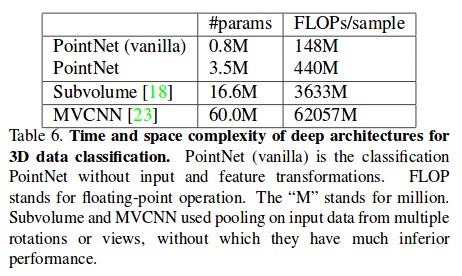 #params FLOPs/sample
PointNet (vanilla) 0.8M 148M
PointNet 3.5M 440M
Subvolume [18] 16.6M 3633M
MVCNN [23] 60.0M 62057M
Table 6. Time and space complexity of deep architectures for
3D data classification. PointNet (vanilla) is the classification
PointNet without input and feature transformations. FLOP
stands for floating-point operation. The “M” stands for million.
Subvolume and MVCNN used pooling on input data from multiple
rotations or views, without which they have much inferior
performance.